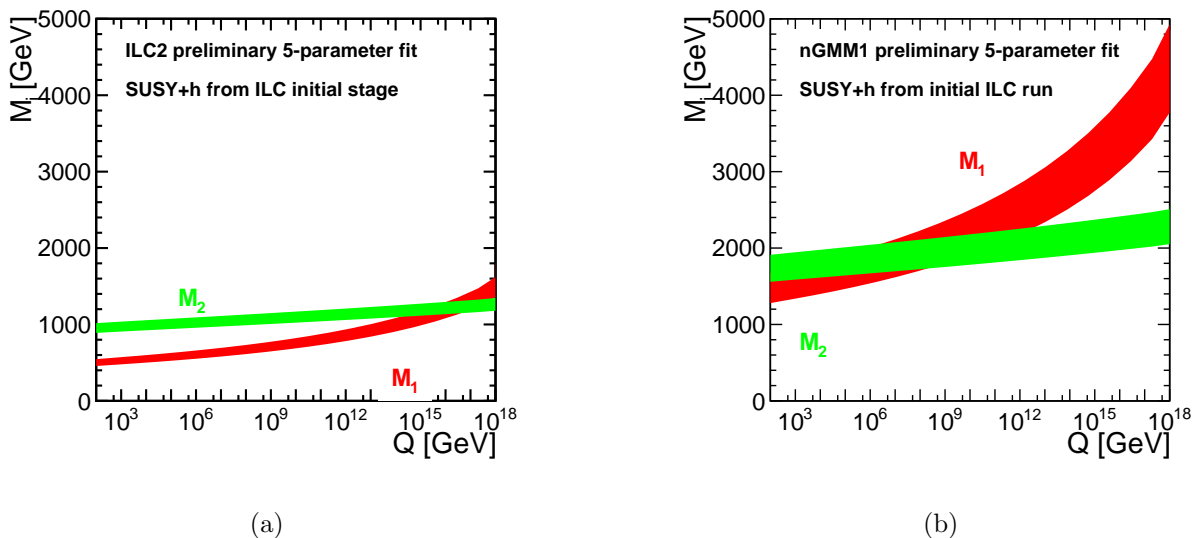 M_i [GeV]
5000
4000
3000
2000
1000
0
ILC2 preliminary 5-parameter fit
SUSY+h from ILC initial stage
M_2
M_1
10^3
10^6
10^9
10^12
10^15
10^18
Q [GeV]
(a)
M_i [GeV]
5000
4000
3000
2000
1000
0
nGMM1 preliminary 5-parameter fit
SUSY+h from initial ILC run
M_1
M_2
10^3
10^6
10^9
10^12
10^15
10^18
Q [GeV]
(b)